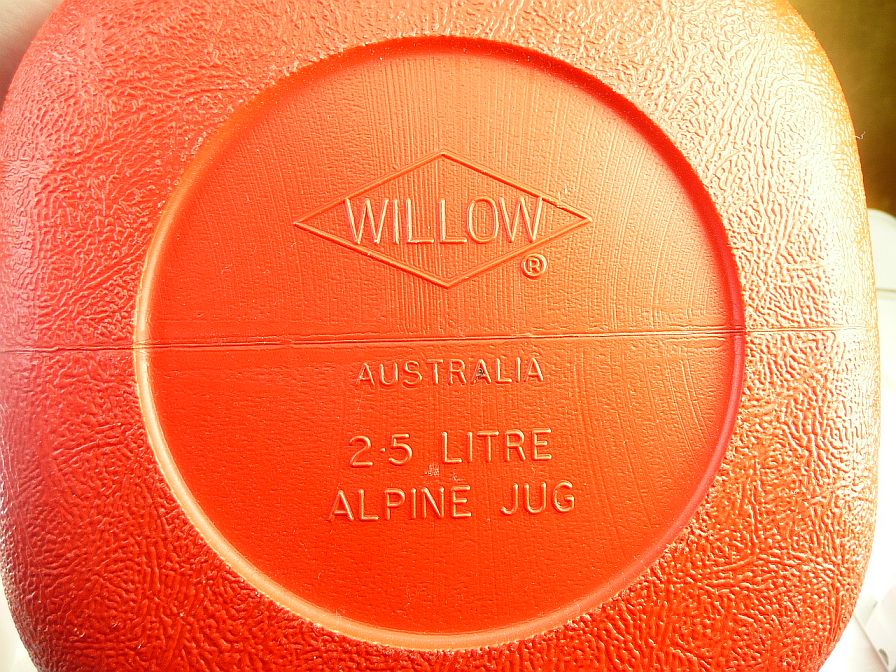 WILLOW
®
AUSTRALIA
2·5 LITRE
ALPINE JUG